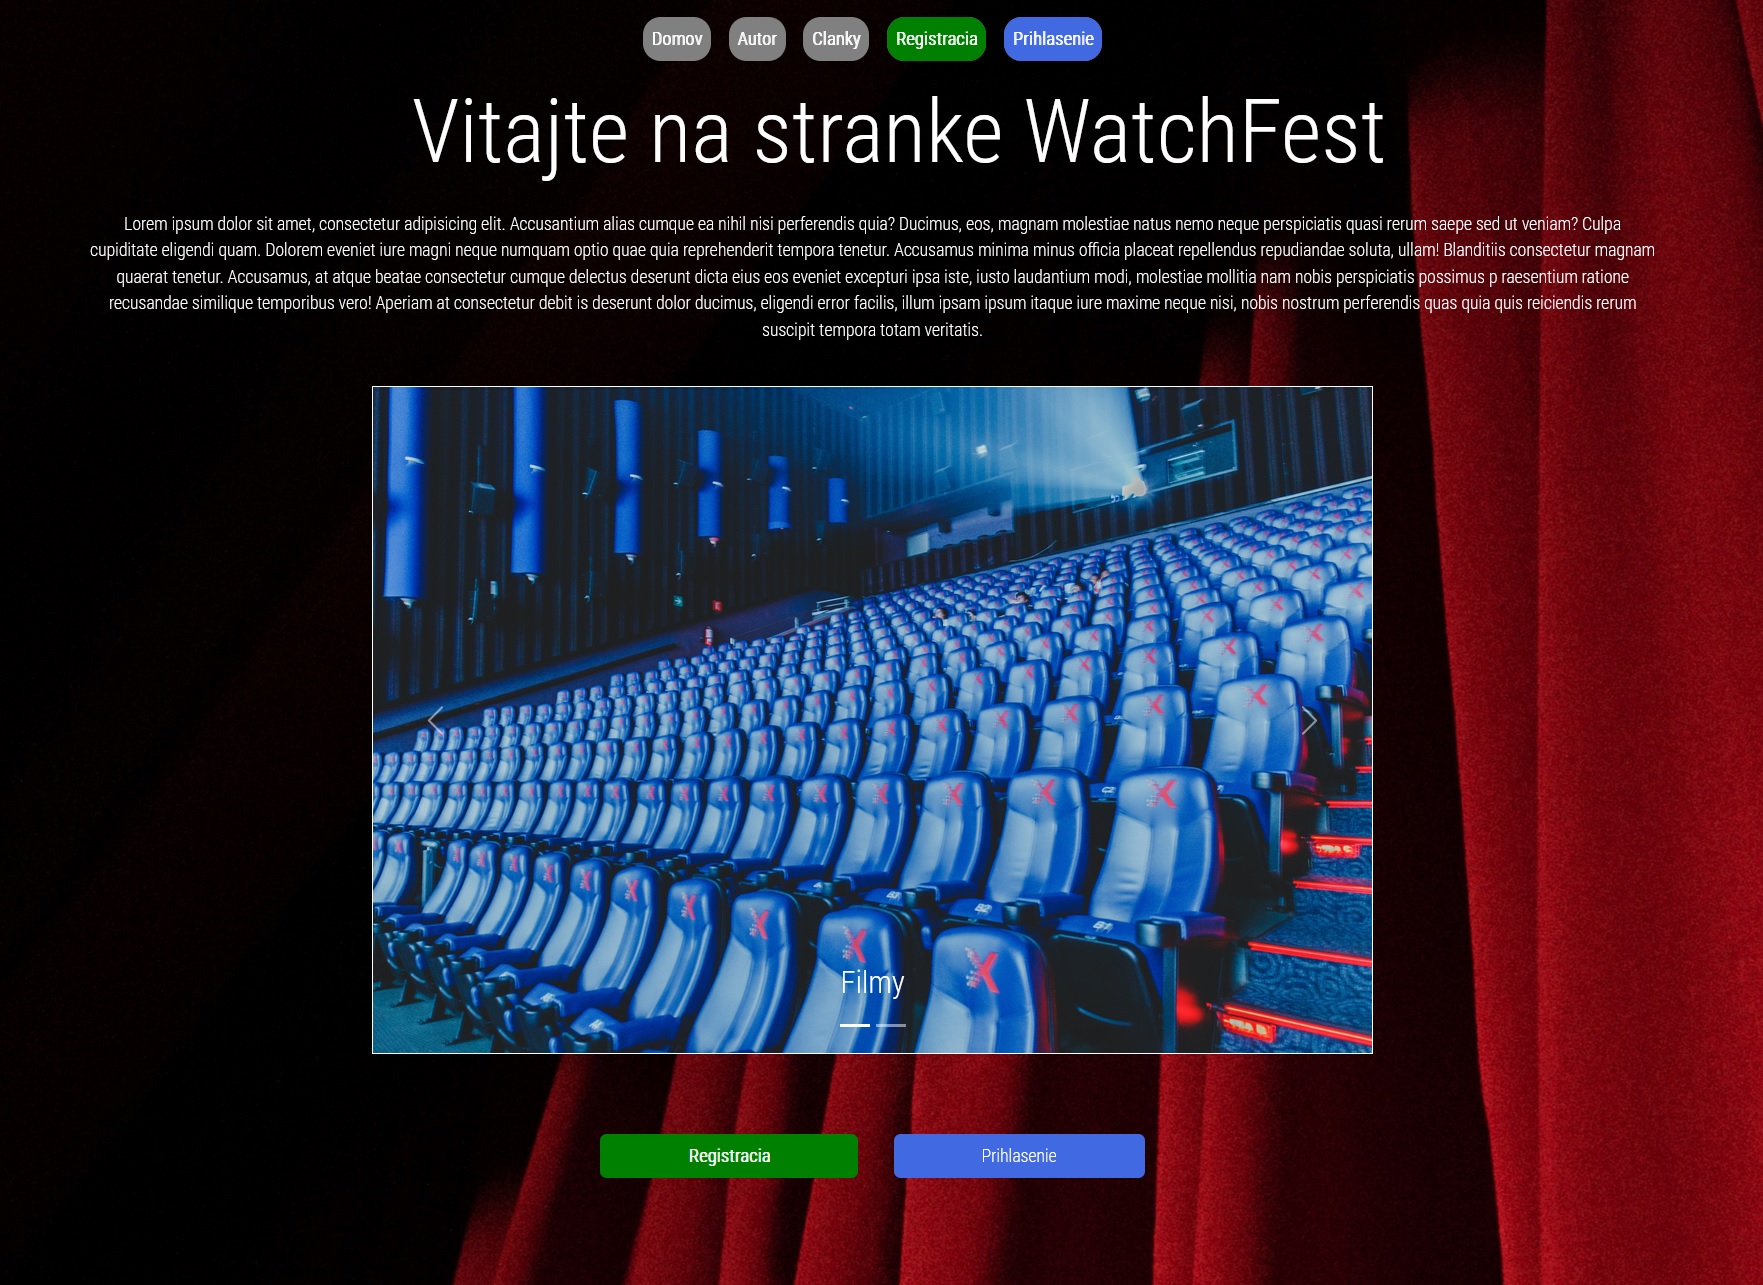 Domov Autor Clanky Registracia Prihlasenie
Vitajte na stranke WatchFest
Lorem ipsum dolor sit amet, consectetur adipisicing elit. Accusantium alias cumque ea nihil nisi perferendis quia? Ducimus, eos, magnam molestiae natus nemo neque perspiciatis quasi rerum saepe sed ut veniam? Culpa
cupiditate eligendi quam. Dolorem eveniet iure magni neque numquam optio quae quia reprehenderit tempora tenetur. Accusamus minima minus officia placeat repellendus repudiandae soluta, ullam! Blanditiis consectetur magnam
quaerat tenetur. Accusamus, at atque beatae consectetur cumque delectus deserunt dicta eius eos eveniet excepturi ipsa iste, iusto laudantium modi, molestiae mollitia nam nobis perspiciatis possimus p raesentium ratione
recusandae similique temporibus vero! Aperiam at consectetur debit is deserunt dolor ducimus, eligendi error facilis, illum ipsam ipsum itaque iure maxime neque nisi, nobis nostrum perferendis quas quia quis reiciendis rerum
suscipit tempora totam veritatis.
B2
B1
Filmy
Registracia Prihlasenie